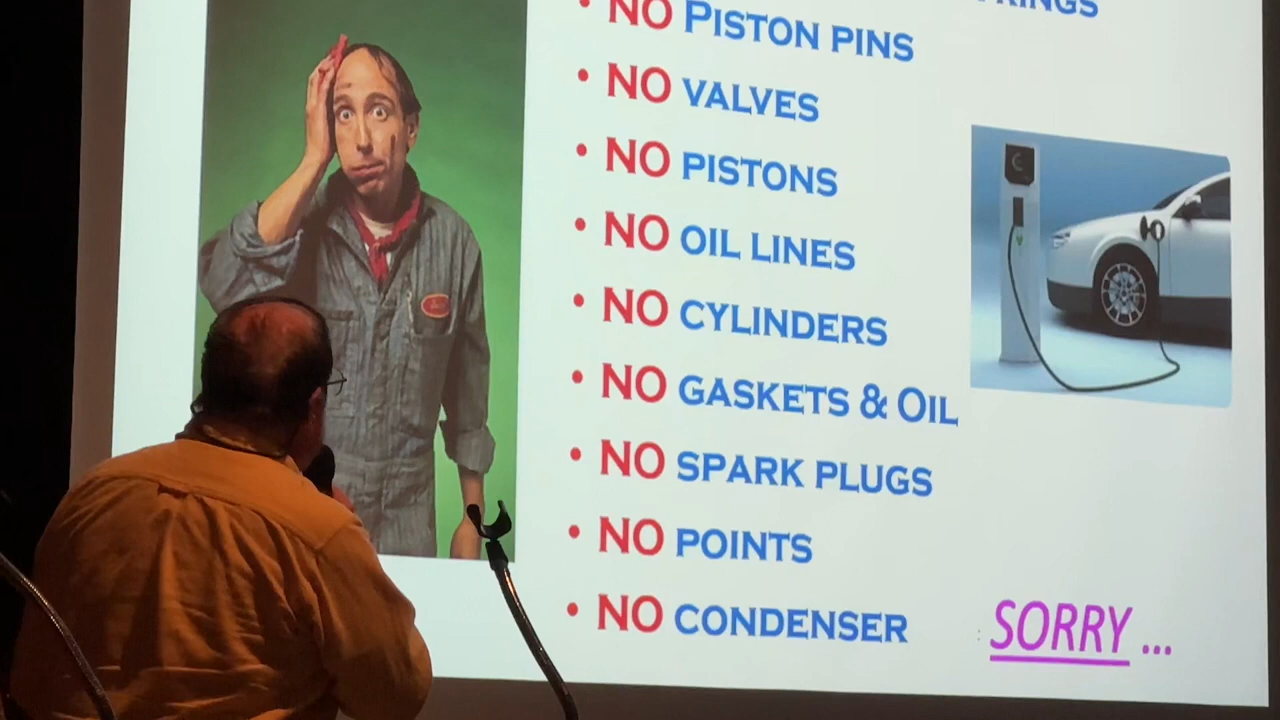 RINGS
• NO PISTON PINS
• NO VALVES
• NO PISTONS
• NO OIL LINES
• NO CYLINDERS
• NO GASKETS & OIL
• NO SPARK PLUGS
• NO POINTS
• NO CONDENSER
SORRY ...